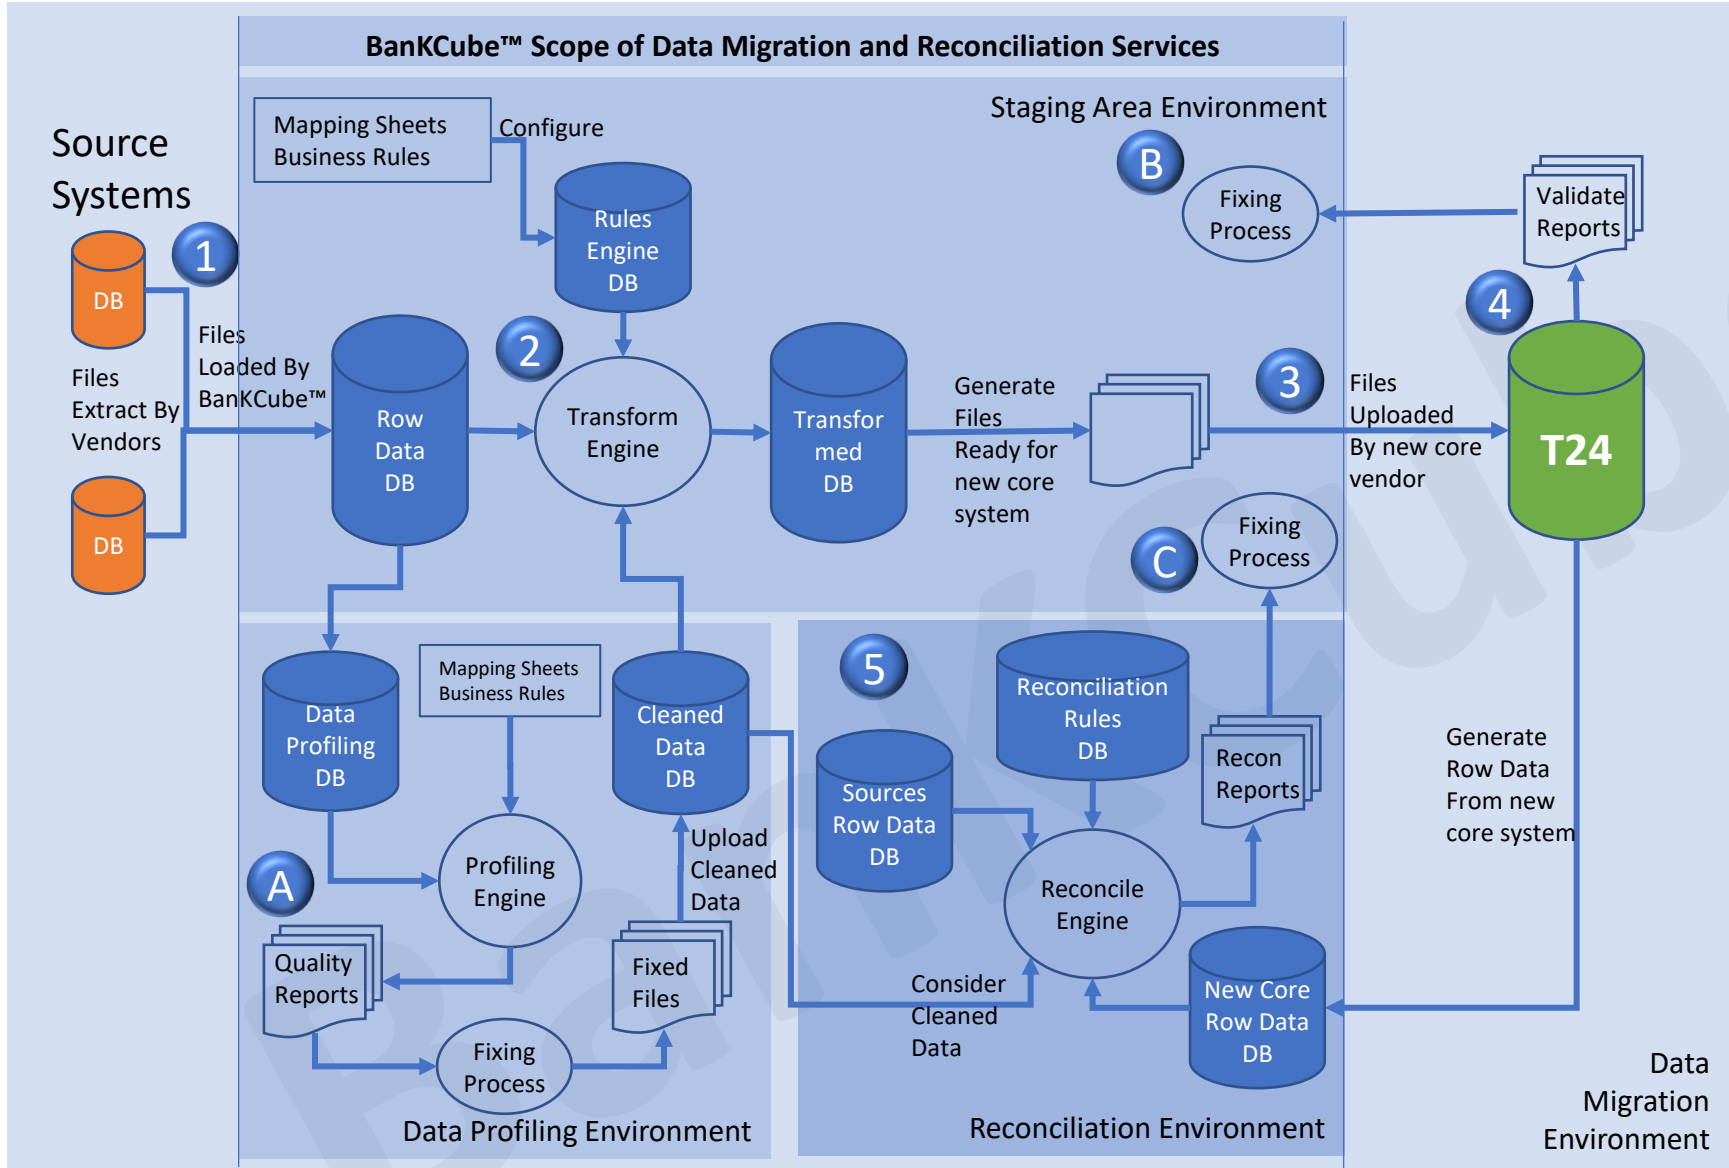 BanKCube™ Scope of Data Migration and Reconciliation Services
Staging Area Environment
Source
Systems
1
DB
DB
Files
Extract By
Vendors
Files
Loaded By
BanKCube™
Mapping Sheets
Business Rules
Configure
Rules
Engine
DB
2
Row
Data
DB
Transform
Engine
Transfor
med
DB
Generate
Files
Ready for
new core
system
3
Files
Uploaded
By new core
vendor
B
Fixing
Process
Validate
Reports
4
T24
C
Fixing
Process
Data
Profiling
DB
Mapping Sheets
Business Rules
Cleaned
Data
DB
A
Profiling
Engine
Upload
Cleaned
Data
Quality
Reports
Fixed
Files
Fixing
Process
Data Profiling Environment
5
Reconciliation
Rules
DB
Sources
Row Data
DB
Recon
Reports
Reconcile
Engine
Consider
Cleaned
Data
New Core
Row Data
DB
Reconciliation Environment
Generate
Row Data
From new
core system
Data
Migration
Environment
BanKCub